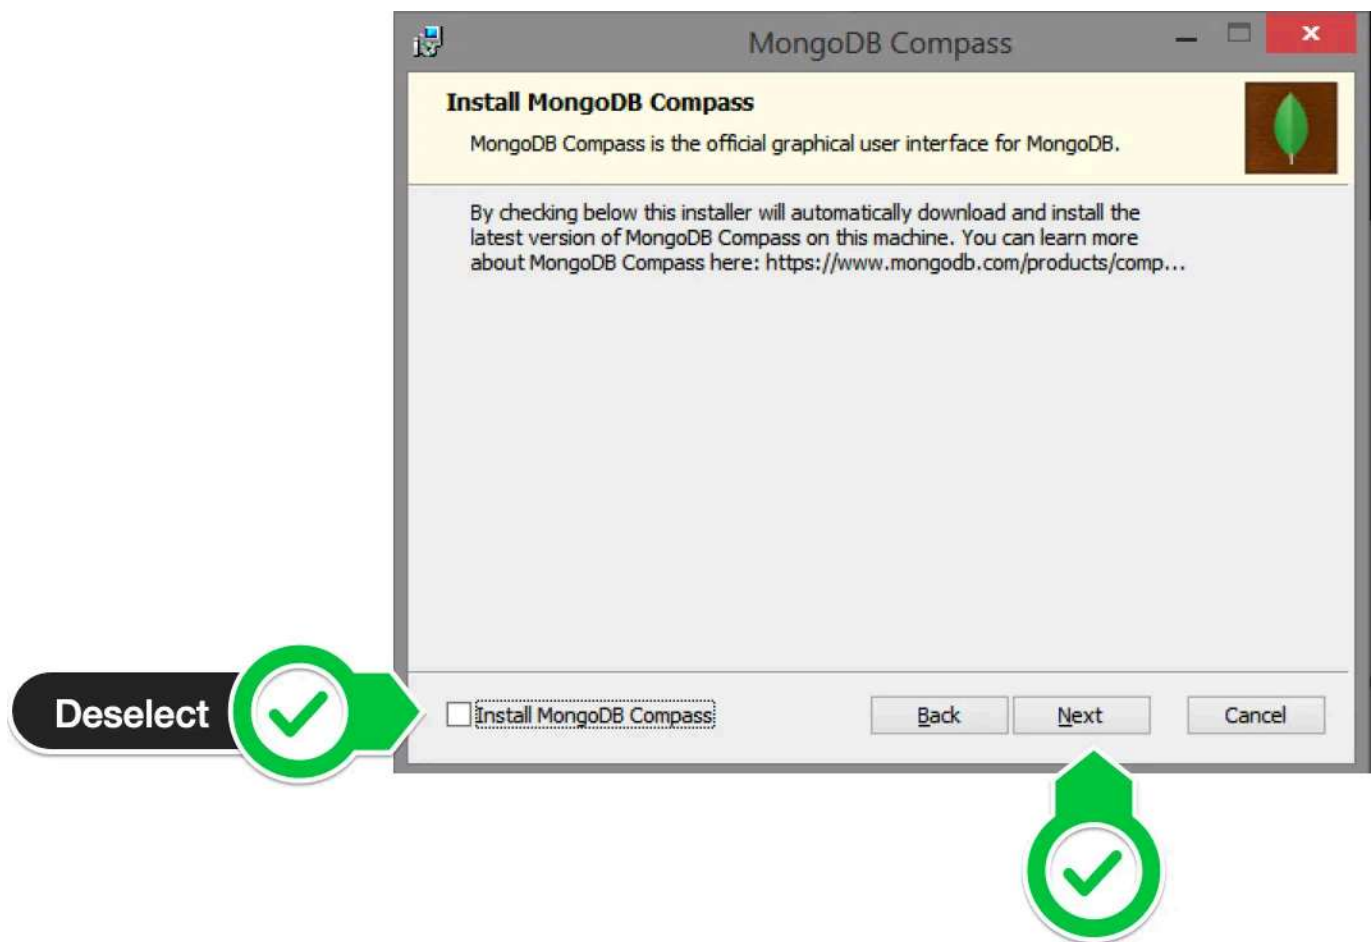 MongoDB Compass
Install MongoDB Compass
MongoDB Compass is the official graphical user interface for MongoDB.
By checking below this installer will automatically download and install the
latest version of MongoDB Compass on this machine. You can learn more
about MongoDB Compass here: https://www.mongodb.com/products/comp...
Deselect
Install MongoDB Compass
Back
Next
Cancel